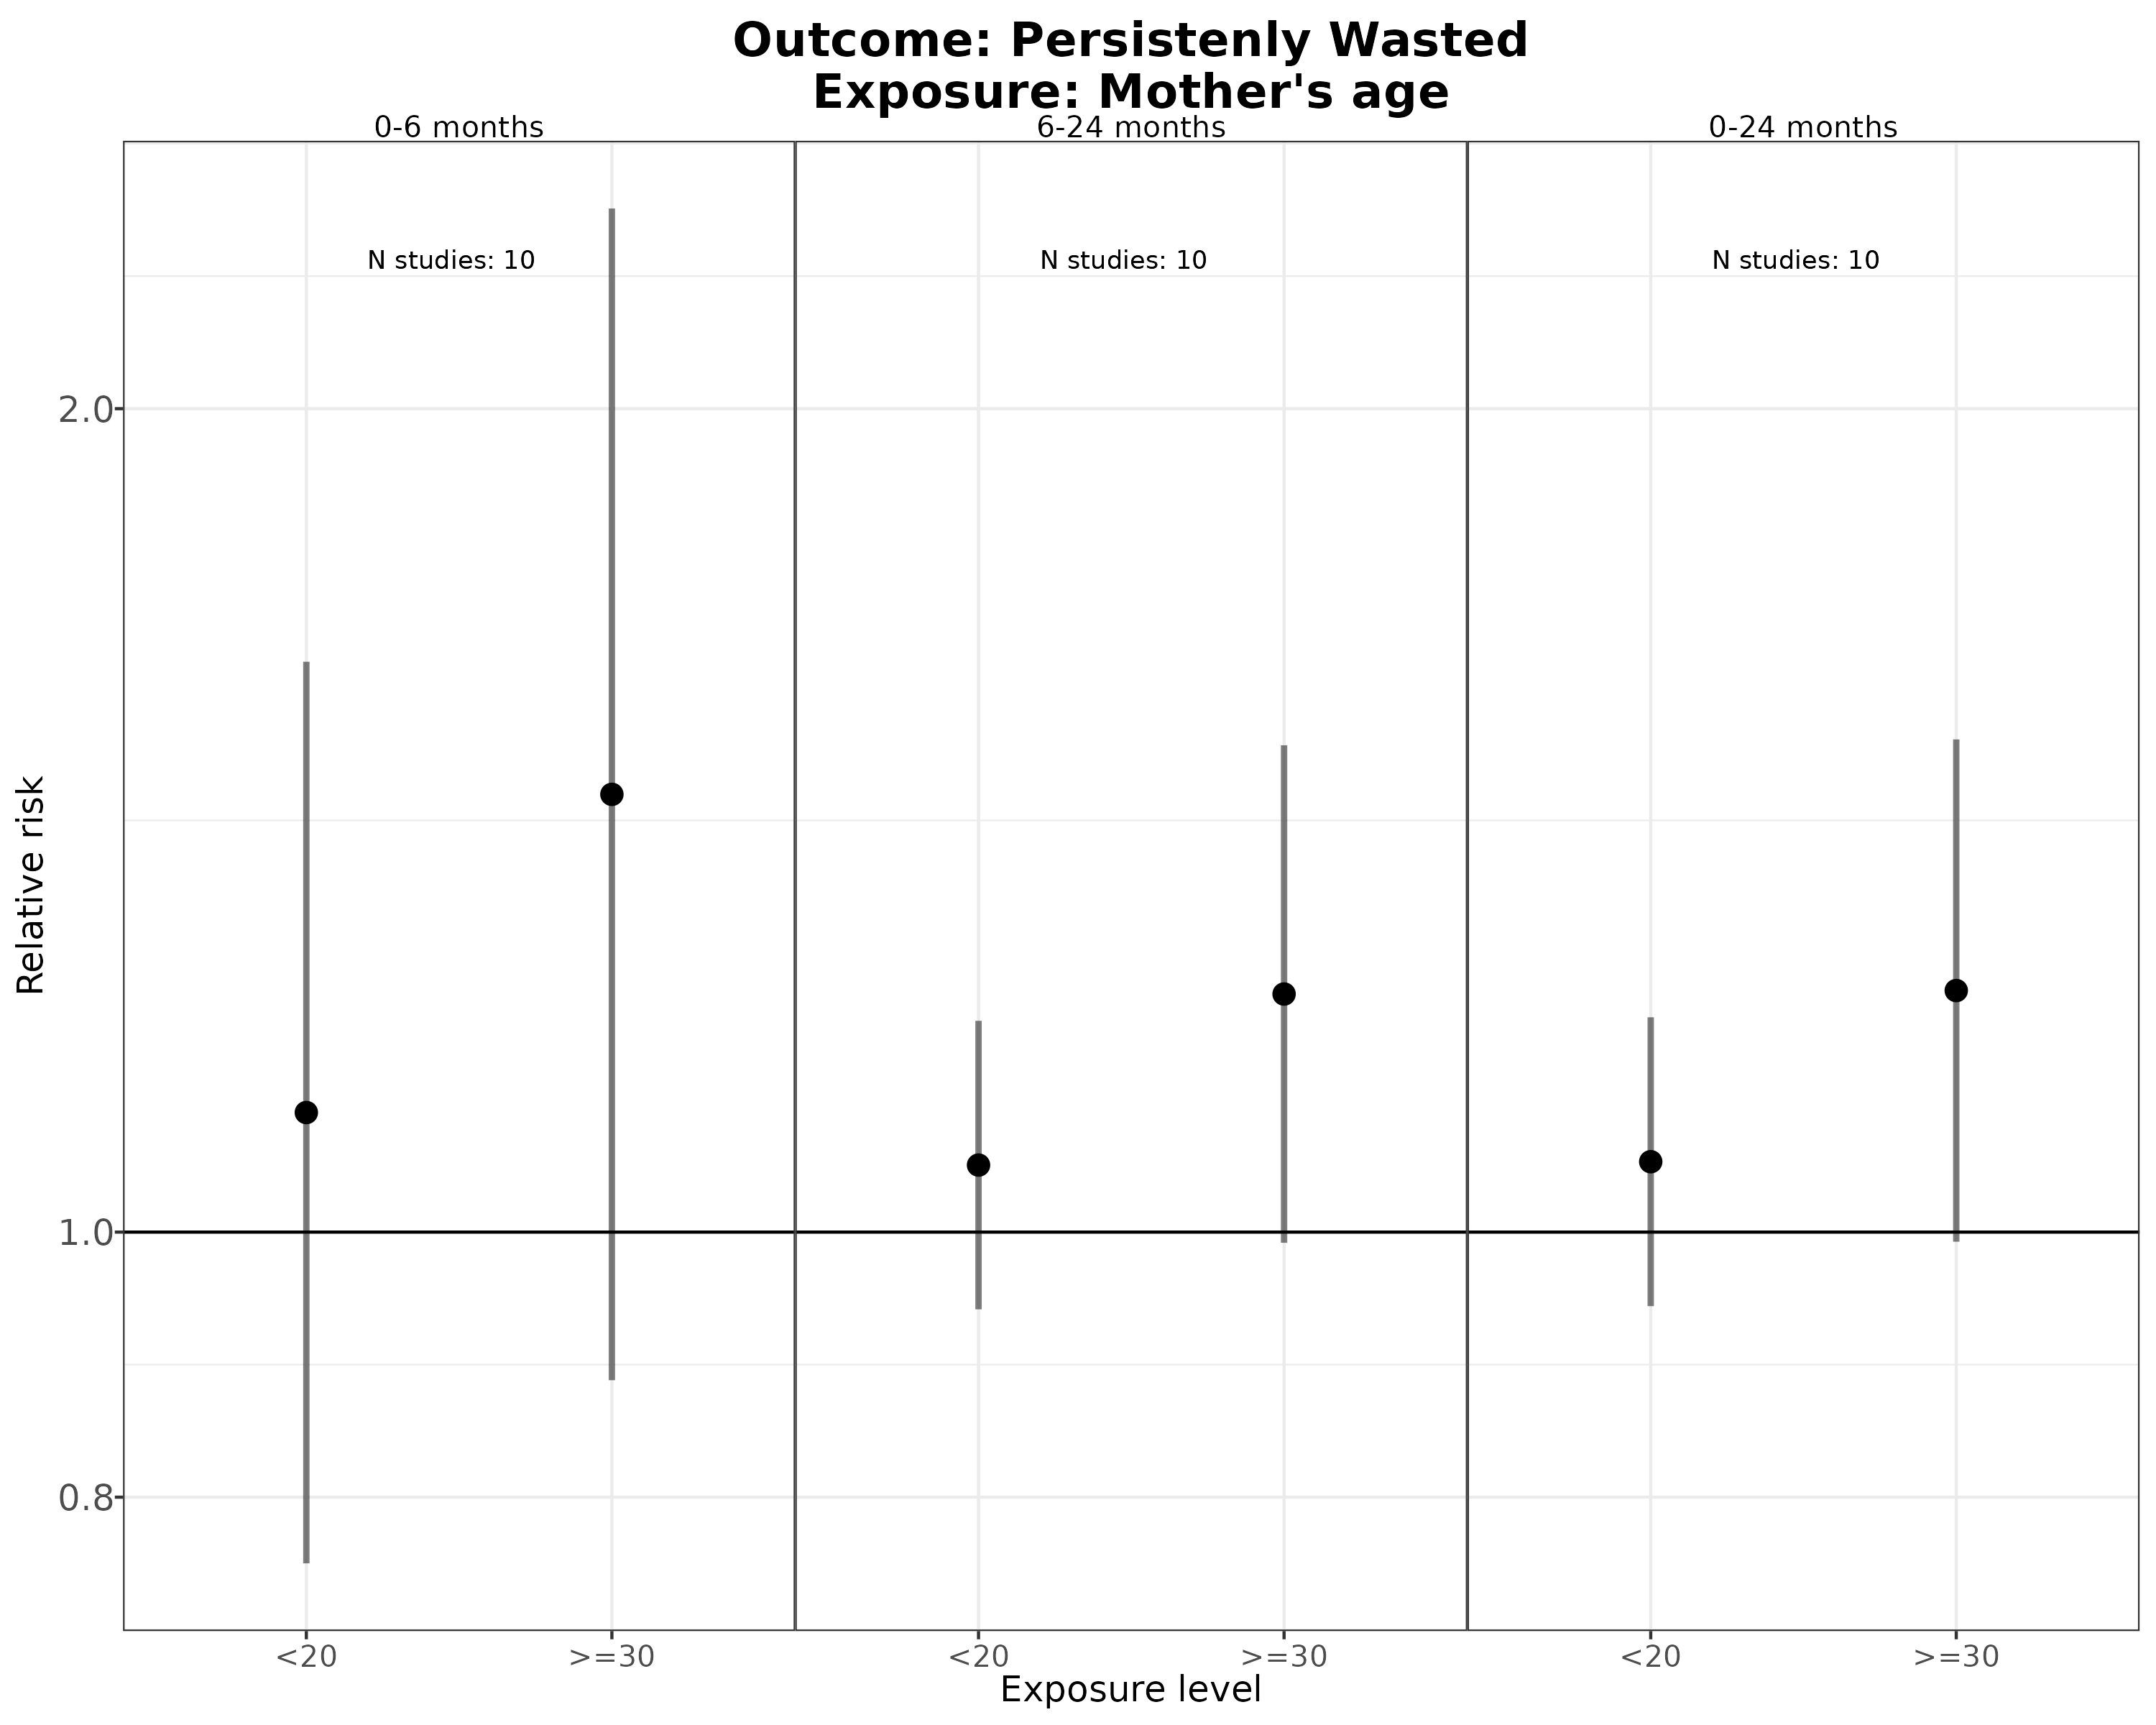 Outcome: Persistenly Wasted
Exposure: Mother's age
0-6 months
6-24 months
0-24 months
N studies: 10
N studies: 10
N studies: 10
Relative risk
2.0
1.0
0.8
<20
>=30
<20
>=30
<20
>=30
Exposure level